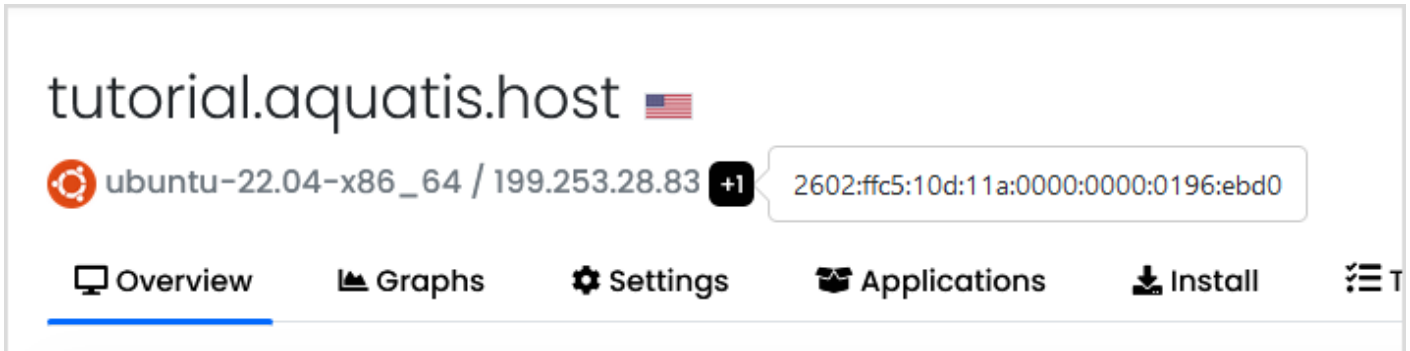 tutorial.aquatis.host
ubuntu-22.04-x86_64 / 199.253.28.83 +1 2602:ffc5:10d:11a:0000:0000:0196:ebd0
Overview Graphs Settings Applications Install T